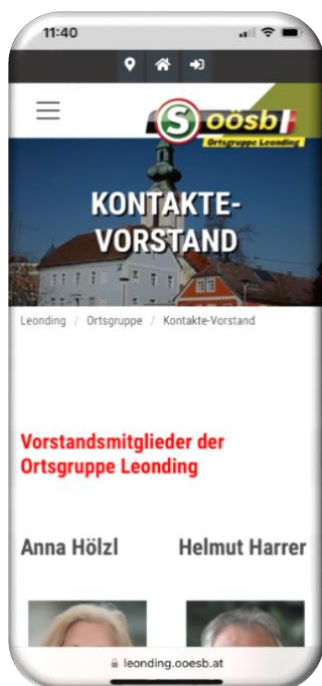 11:40
S oösb
Ortsgruppe Leonding
KONTAKTE-
VORSTAND
Leonding / Ortsgruppe / Kontakte-Vorstand
Vorstandsmitglieder der
Ortsgruppe Leonding
Anna Hölzl Helmut Harrer
leonding.ooesb.at